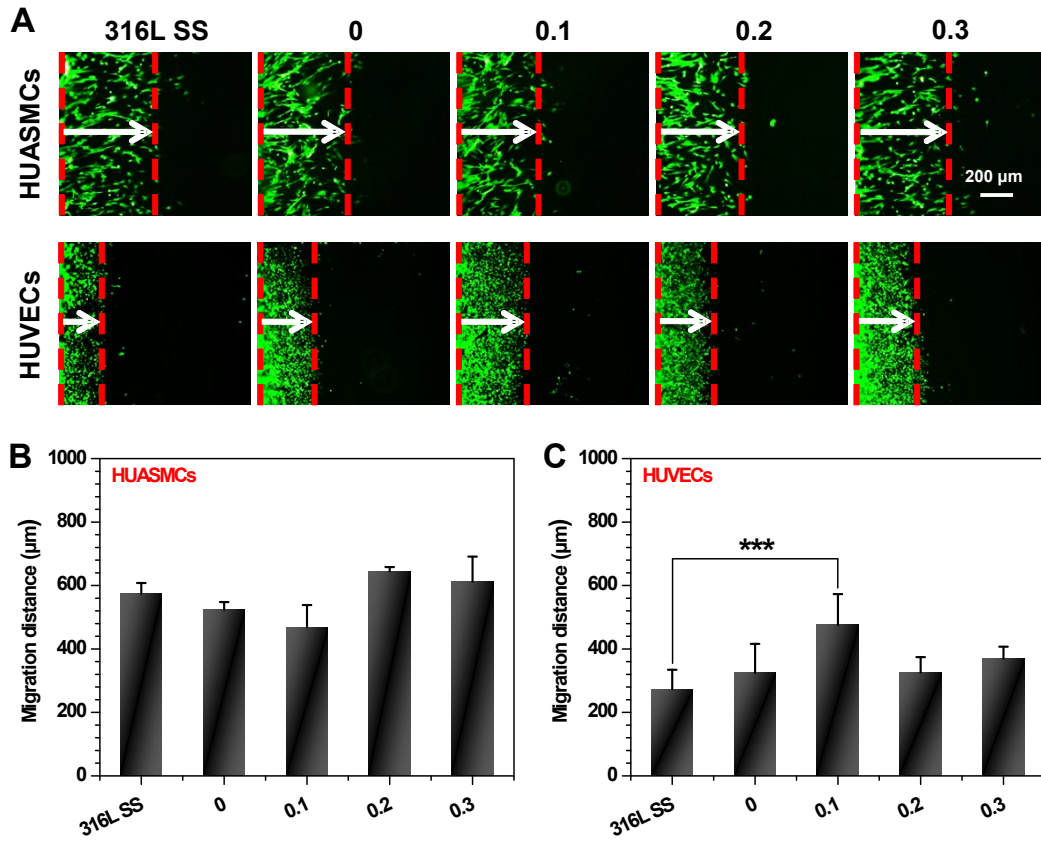 A
316L SS 0 0.1 0.2 0.3
HUASMCs
200 µm
HUVECs
B
1000
800
600
400
200
0
Migration distance (µm)
HUASMCs
316L SS 0 0.1 0.2 0.3
C
1000
800
600
400
200
0
Migration distance (µm)
HUVECs
***
316L SS 0 0.1 0.2 0.3